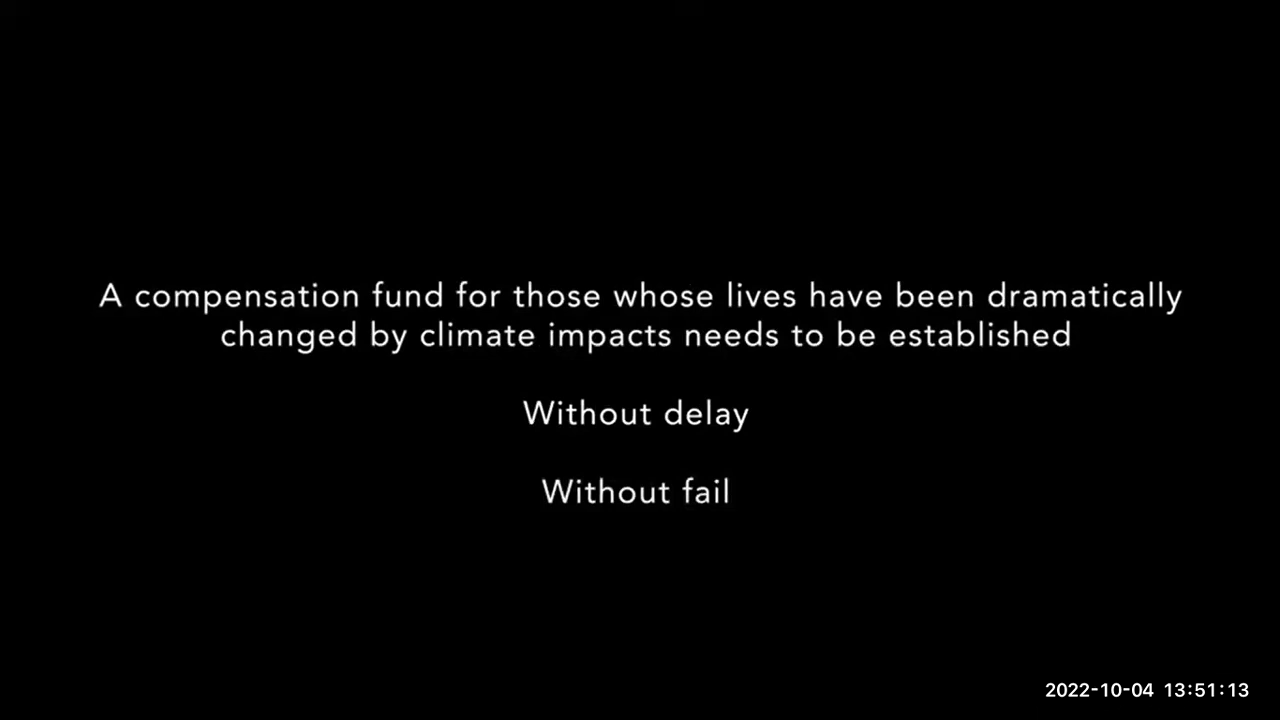 A compensation fund for those whose lives have been dramatically
changed by climate impacts needs to be established
Without delay
Without fail
2022-10-04 13:51:13